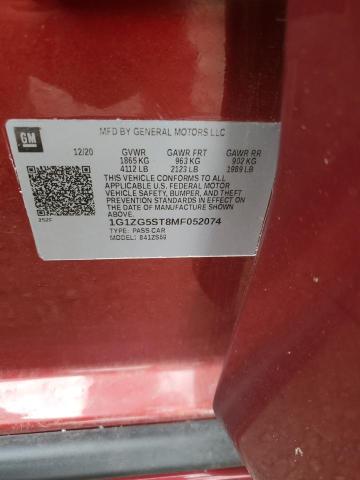 GM
MFD BY GENERAL MOTORS LLC
12/20 GVWR GAWR FRT GAWR RR
1865 KG 963 KG 902 KG
4112 LB 2123 LB 1989 LB
THIS VEHICLE CONFORMS TO ALL
APPLICABLE U.S. FEDERAL MOTOR
VEHICLE SAFETY, BUMPER, AND THEFT
PREVENTION STANDARDS IN EFFECT ON
THE DATE OF MANUFACTURE SHOWN
ABOVE.
1G1ZG5ST8MF052074
TYPE: PASS CAR
MODEL: